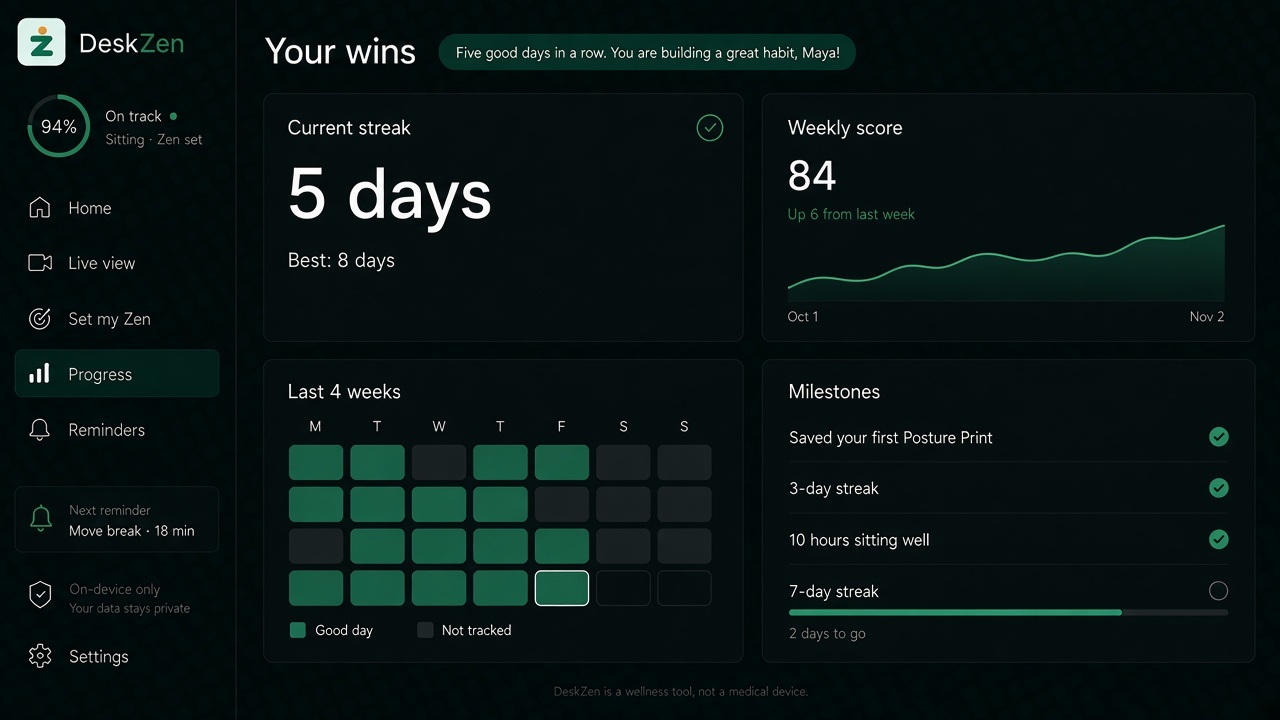 DeskZen
94%
On track
Sitting · Zen set
Home
Live view
Set my Zen
Progress
Reminders
Next reminder
Move break · 18 min
On-device only
Your data stays private
Settings
Your wins
Five good days in a row. You are building a great habit, Maya!
Current streak
5 days
Best: 8 days
Weekly score
84
Up 6 from last week
Oct 1 Nov 2
Last 4 weeks
M T W T F S S
Good day Not tracked
Milestones
Saved your first Posture Print
3-day streak
10 hours sitting well
7-day streak
2 days to go
DeskZen is a wellness tool, not a medical device.